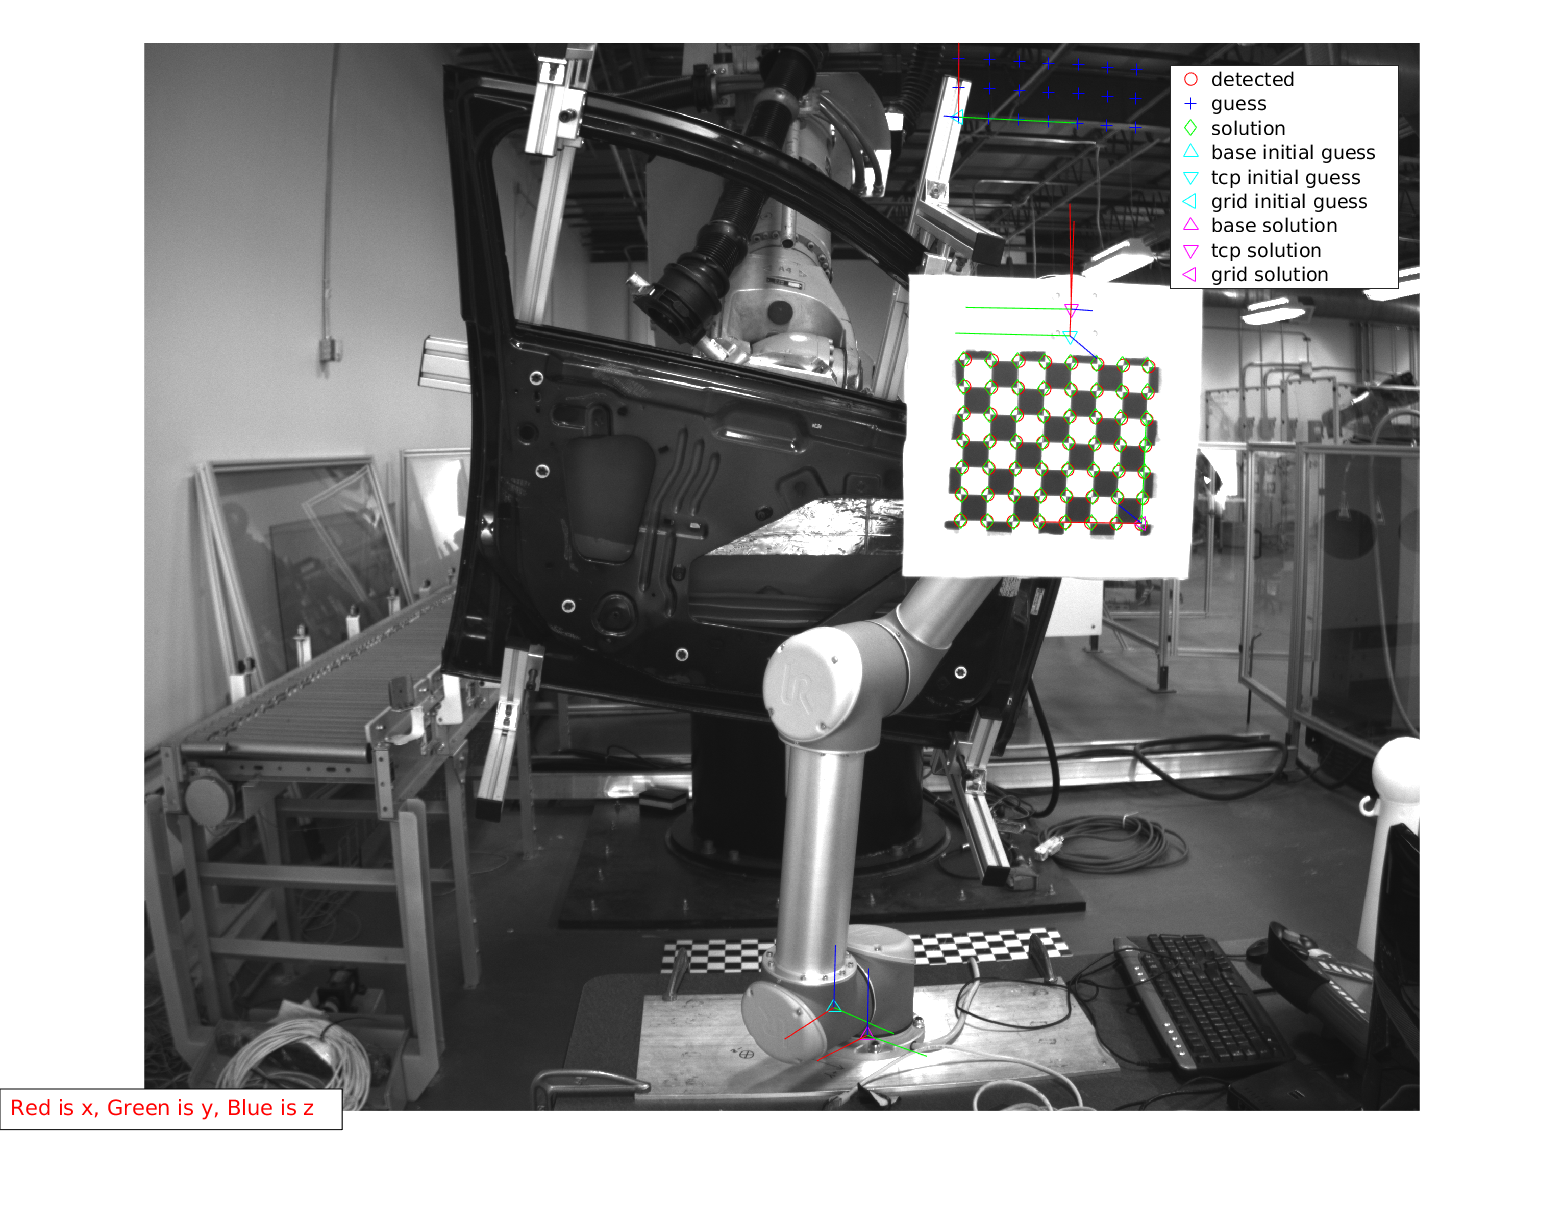 detected
guess
solution
base initial guess
tcp initial guess
grid initial guess
base solution
tcp solution
grid solution
Red is x, Green is y, Blue is z